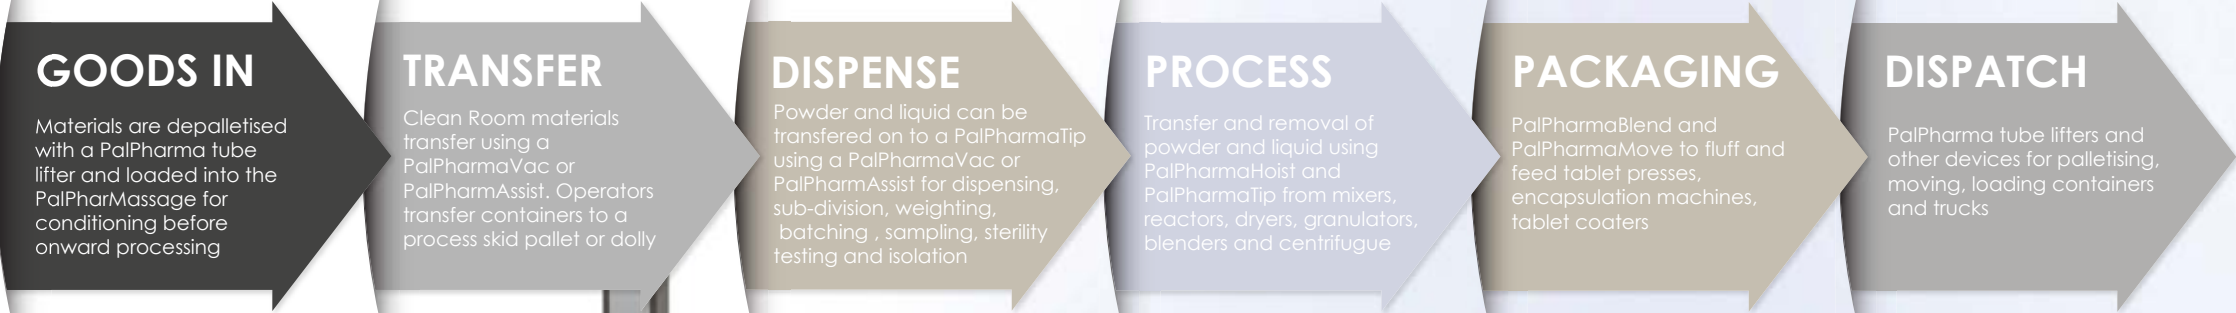 GOODS IN
Materials are depalletised
with a PalPharma tube
lifter and loaded into the
PalPharMassage for
conditioning before
onward processing
TRANSFER
Clean Room materials
transfer using a
PalPharmaVac or
PalPharmAssist. Operators
transfer containers to a
process skid pallet or dolly
DISPENSE
Powder and liquid can be
transfered on to a PalPharmaTip
using a PalPharmaVac or
PalPharmAssist for dispensing,
sub-division, weighting,
batching , sampling, sterility
testing and isolation
PROCESS
Transfer and removal of
powder and liquid using
PalPharmaHoist and
PalPharmaTip from mixers,
reactors, dryers, granulators,
blenders and centrifugue
PACKAGING
PalPharmaBlend and
PalPharmaMove to fluff and
feed tablet presses,
encapsulation machines,
tablet coaters
DISPATCH
PalPharma tube lifters and
other devices for palletising,
moving, loading containers
and trucks